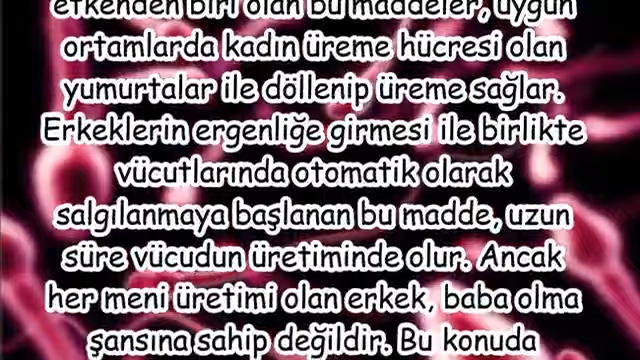 etkenden biri olan bu maddeler, uygun
ortamlarda kadın üreme hücresi olan
yumurtalar ile döllenip üreme sağlar.
Erkeklerin ergenliğe girmesi ile birlikte
vücutlarında otomatik olarak
salgılanmaya başlanan bu madde, uzun
süre vücudun üretiminde olur. Ancak
her meni üretimi olan erkek, baba olma
şansına sahip değildir. Bu konuda